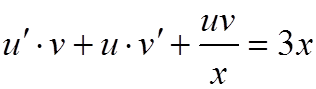 u′ · v + u · v′ + uv/x = 3x